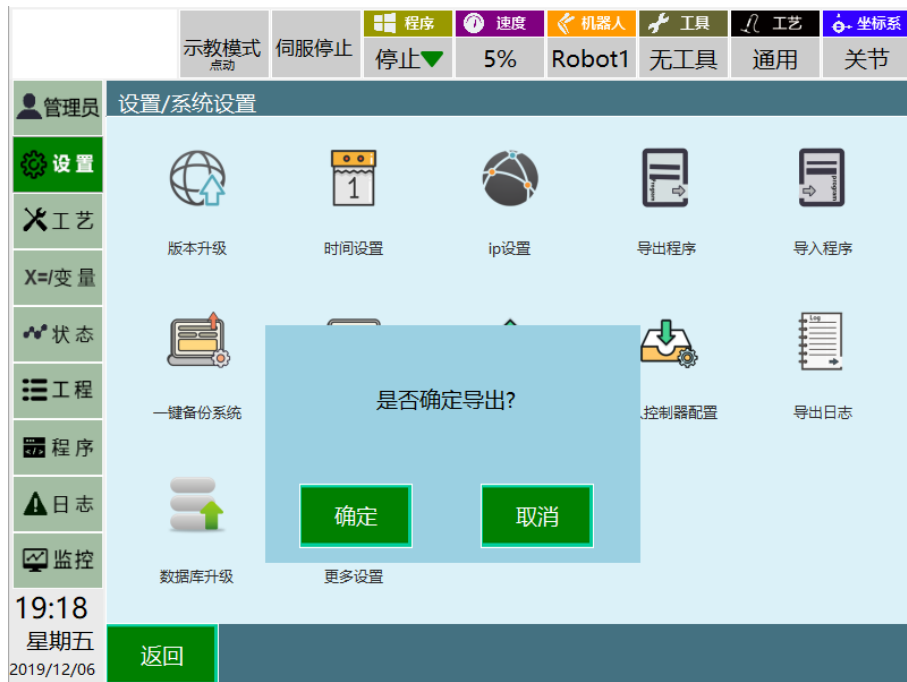 程序 速度 机器人 工具 工艺 坐标系
示教模式 伺服停止 停止 5% Robot1 无工具 通用 关节
点动
管理员 设置/系统设置
设置
工艺
X=/变量
状态
工程
程序
日志
监控
1
版本升级 时间设置 ip设置 导出程序 导入程序
Log
一键备份系统 控制器配置 导出日志
是否确定导出?
确定 取消
数据库升级 更多设置
19:18
星期五
2019/12/06
返回